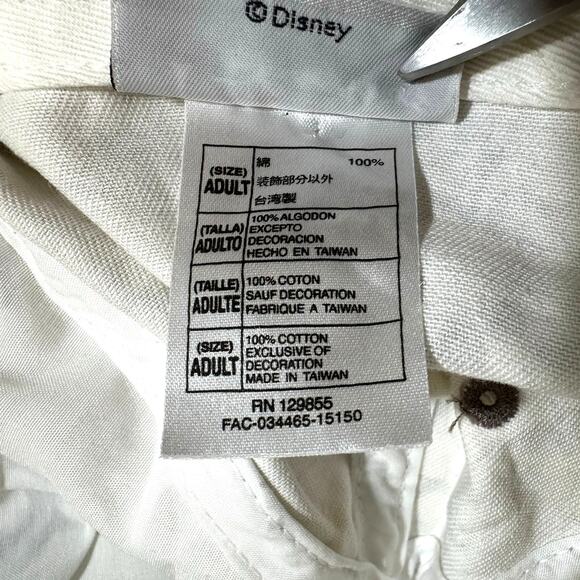 ©Disney
(SIZE)
ADULT
綿 100%
装飾部分以外
台湾製
(TALLA)
ADULTO
100% ALGODON
EXCEPTO
DECORACION
HECHO EN TAIWAN
(TAILLE)
ADULTE
100% COTON
SAUF DECORATION
FABRIQUE A TAIWAN
(SIZE)
ADULT
100% COTTON
EXCLUSIVE OF
DECORATION
MADE IN TAIWAN
RN 129855
FAC-034465-15150